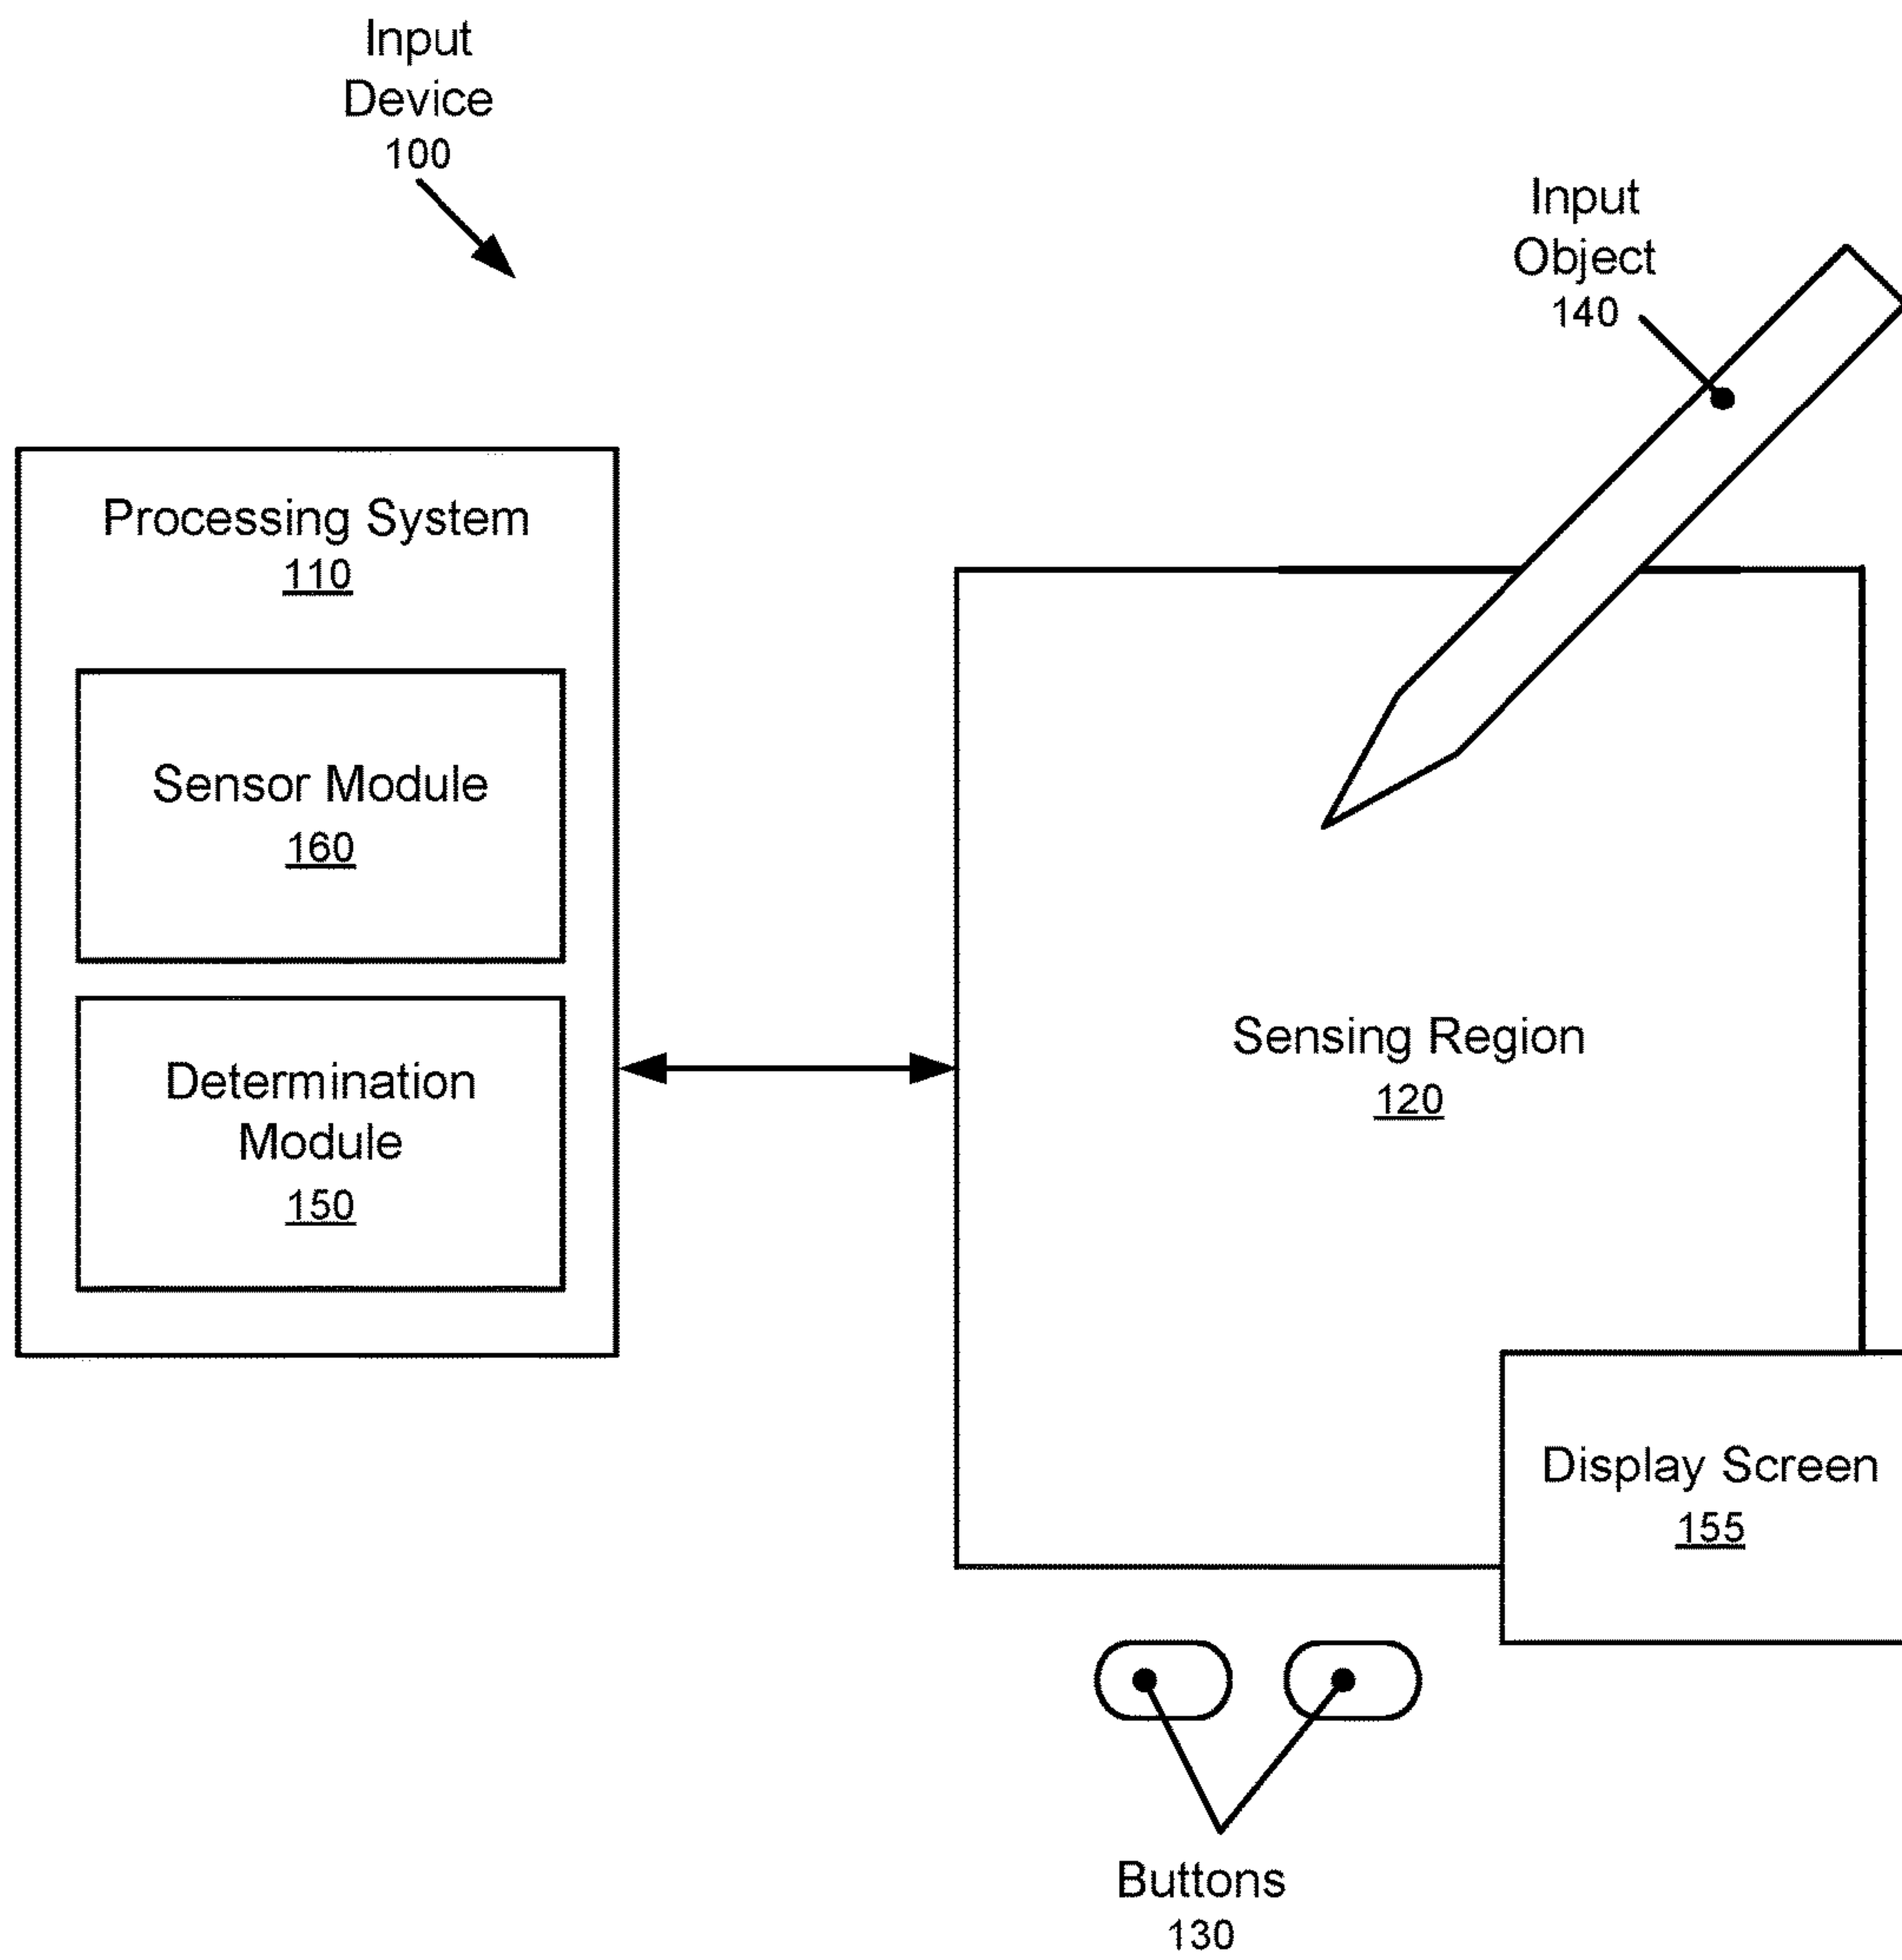 Input
Device
100
Input
Object
140
Processing System
110
Sensor Module
160
Determination
Module
150
Sensing Region
120
Display Screen
155
Buttons
130